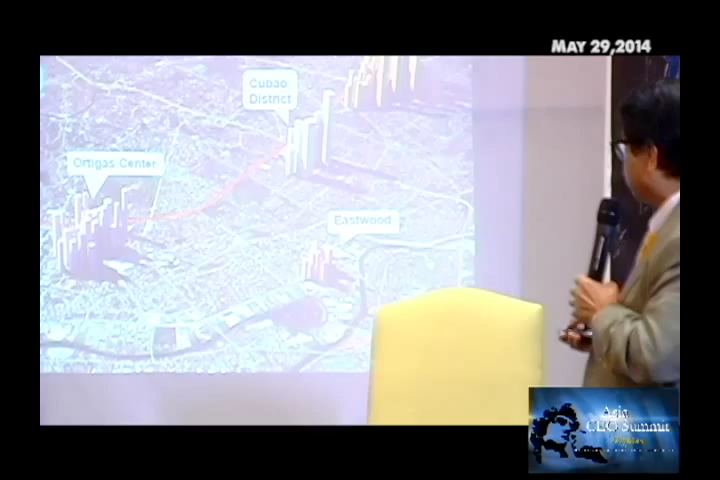 MAY 29,2014
Cubao
District
Ortigas Center
Eastwood
Asia
CEO Summit